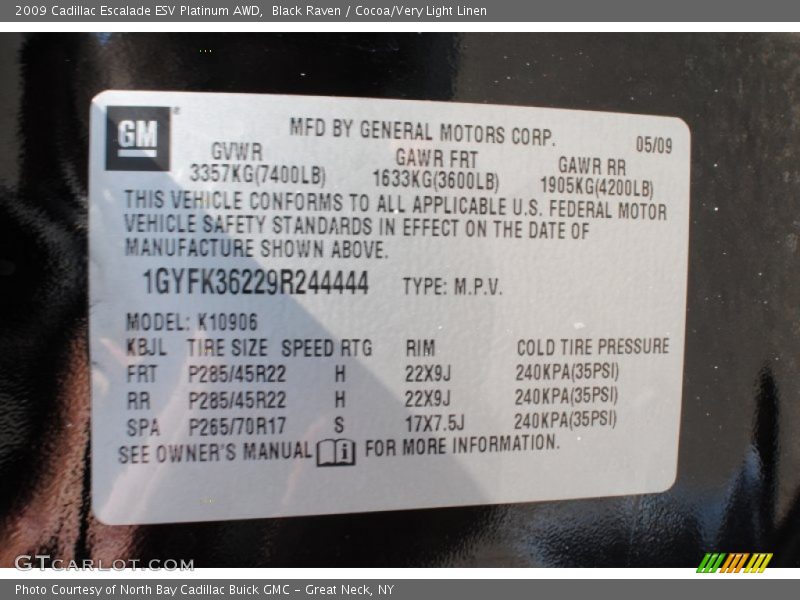 2009 Cadillac Escalade ESV Platinum AWD, Black Raven / Cocoa/Very Light Linen
GM
MFD BY GENERAL MOTORS CORP. 05/09
GVWR GAWR FRT GAWR RR
3357KG(7400LB) 1633KG(3600LB) 1905KG(4200LB)
THIS VEHICLE CONFORMS TO ALL APPLICABLE U.S. FEDERAL MOTOR
VEHICLE SAFETY STANDARDS IN EFFECT ON THE DATE OF
MANUFACTURE SHOWN ABOVE.
1GYFK36229R244444 TYPE: M.P.V.
MODEL: K10906
KBJL TIRE SIZE SPEED RTG RIM COLD TIRE PRESSURE
FRT P285/45R22 H 22X9J 240KPA(35PSI)
RR P285/45R22 H 22X9J 240KPA(35PSI)
SPA P265/70R17 S 17X7.5J 240KPA(35PSI)
SEE OWNER'S MANUAL i FOR MORE INFORMATION.
GTCARLOT.COM
Photo Courtesy of North Bay Cadillac Buick GMC - Great Neck, NY